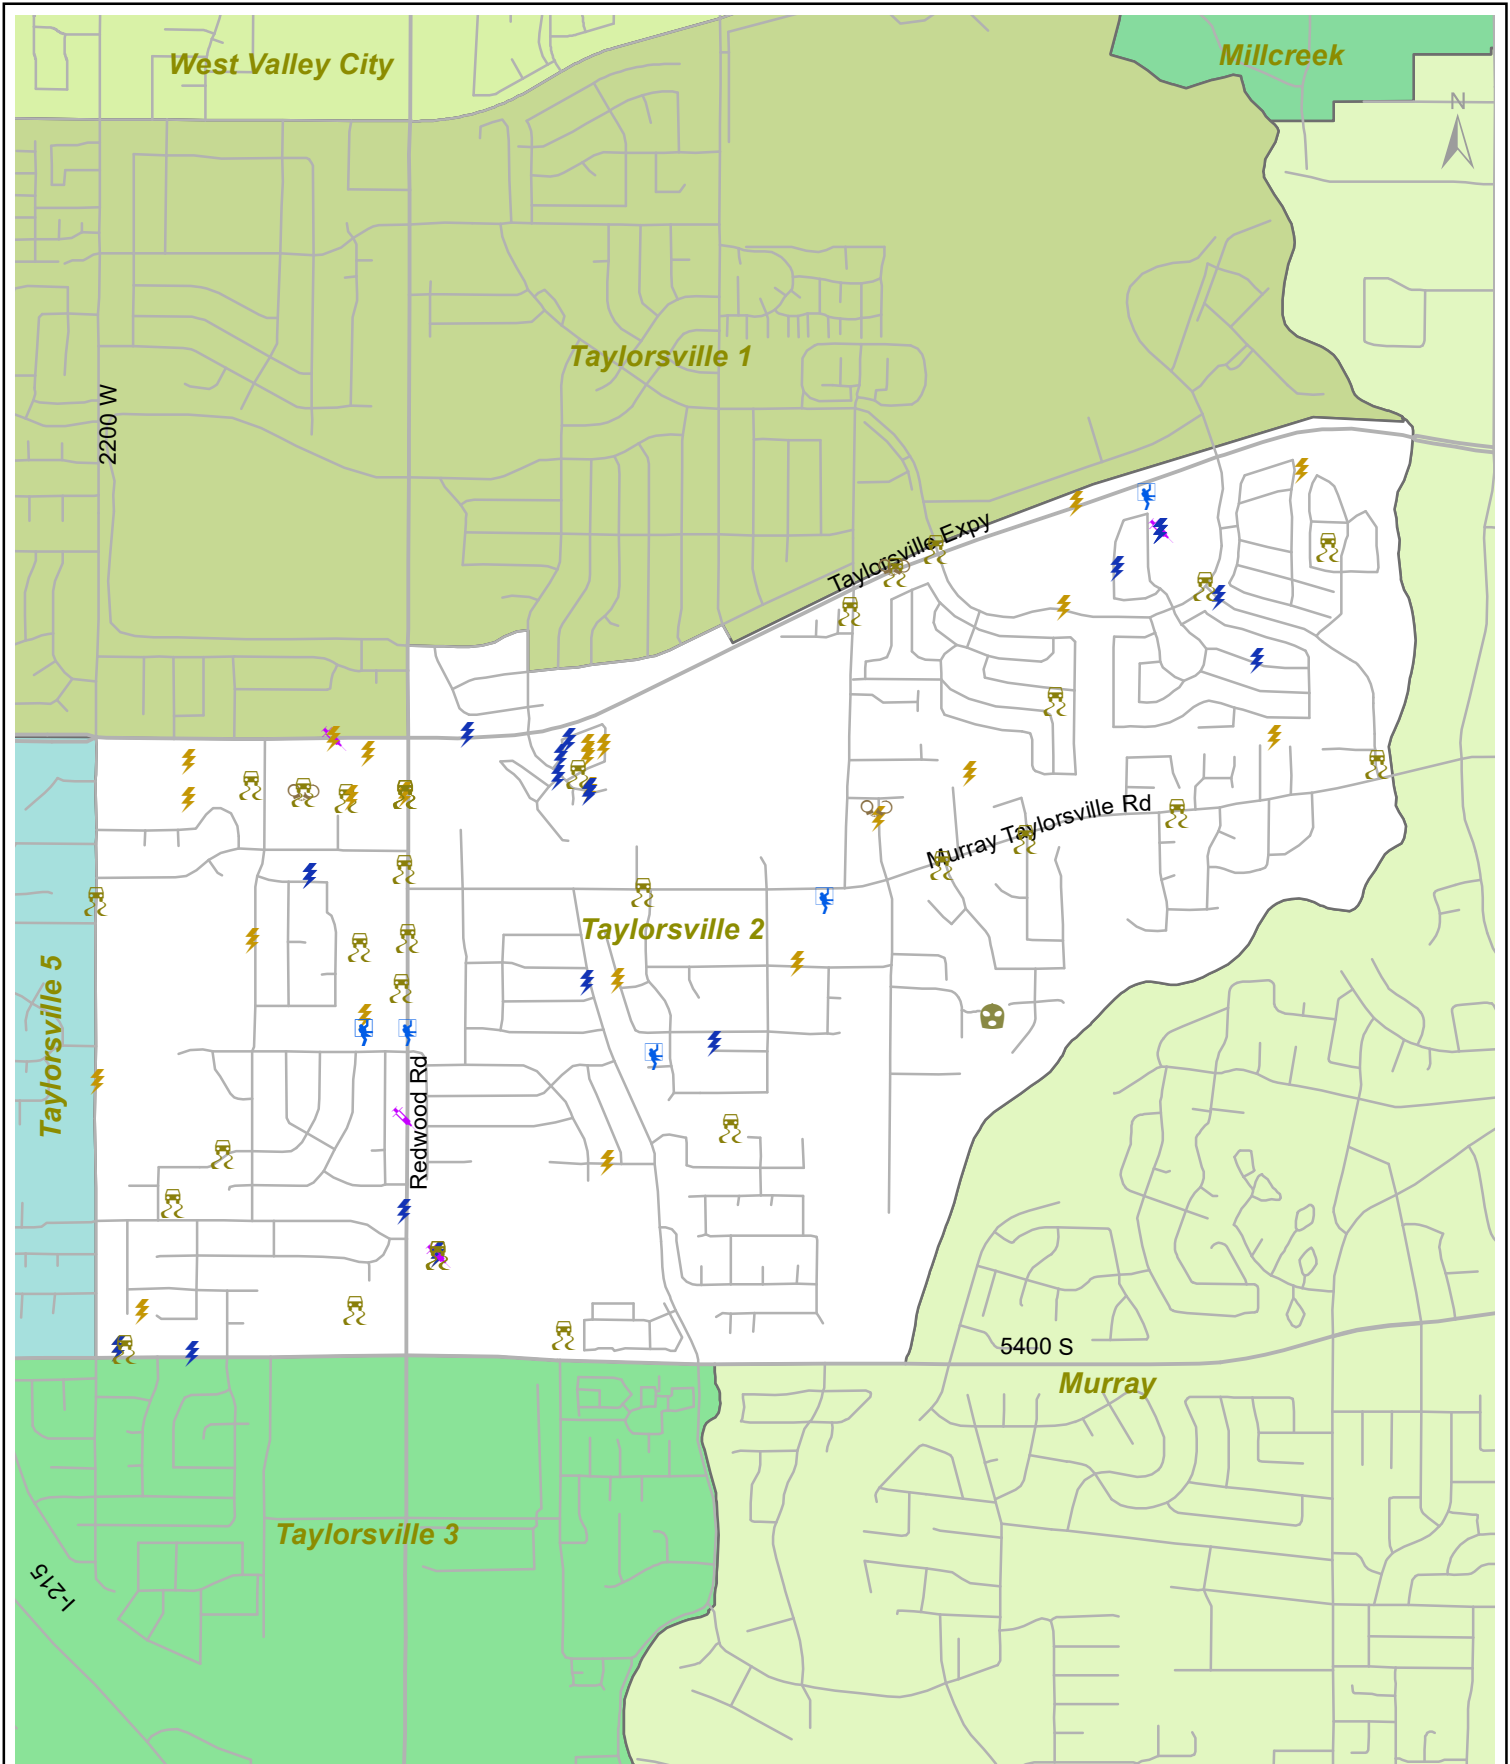 West Valley City
Millcreek
N
Taylorsville 1
2200 W
Taylorsville Expy
Murray Taylorsville Rd
Taylorsville 2
Taylorsville 5
Redwood Rd
5400 S
Murray
Taylorsville 3
I-215